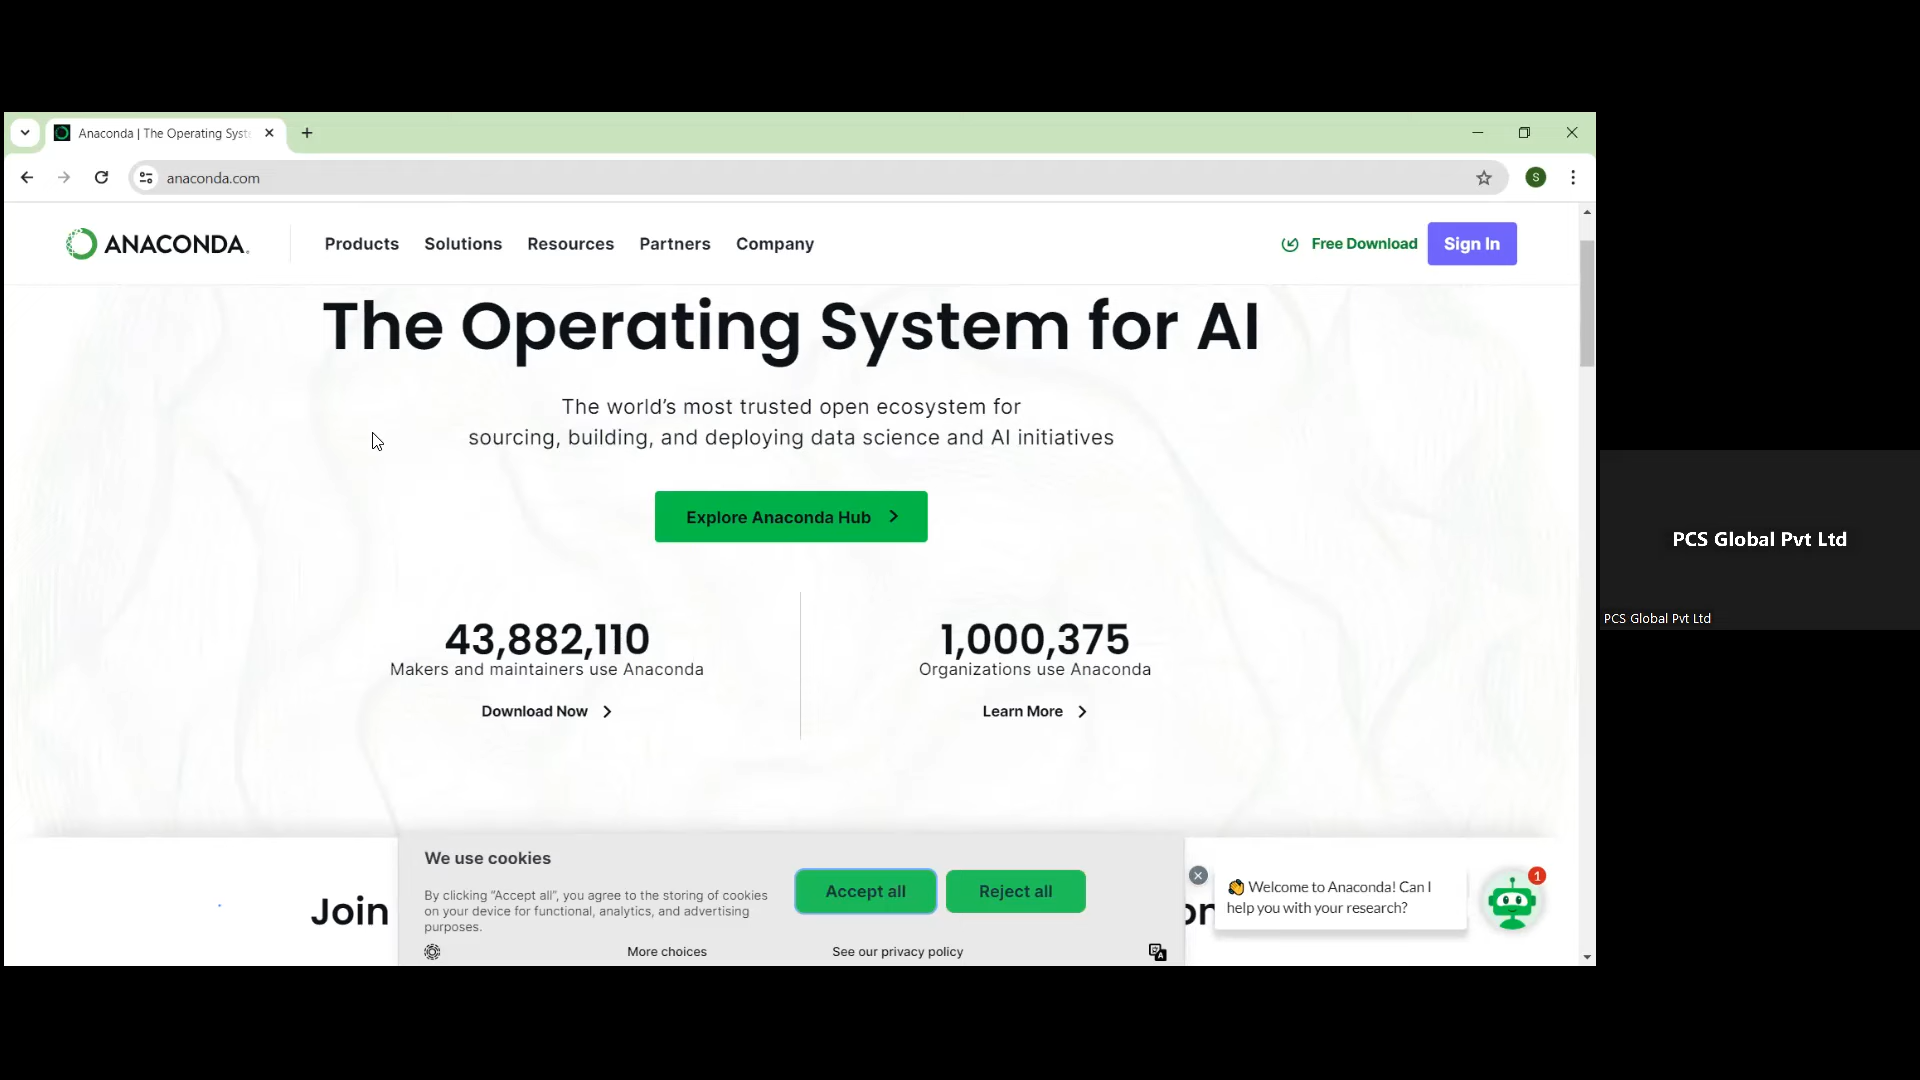 Anaconda | The Operating Syst
anaconda.com
S
ANACONDA.
Products
Solutions
Resources
Partners
Company
Free Download
Sign In
The Operating System for AI
The world’s most trusted open ecosystem for
sourcing, building, and deploying data science and AI initiatives
Explore Anaconda Hub
43,882,110
Makers and maintainers use Anaconda
Download Now
1,000,375
Organizations use Anaconda
Learn More
PCS Global Pvt Ltd
PCS Global Pvt Ltd
Join
We use cookies
By clicking “Accept all”, you agree to the storing of cookies
on your device for functional, analytics, and advertising
purposes.
Accept all
Reject all
More choices
See our privacy policy
Welcome to Anaconda! Can I
help you with your research?
1